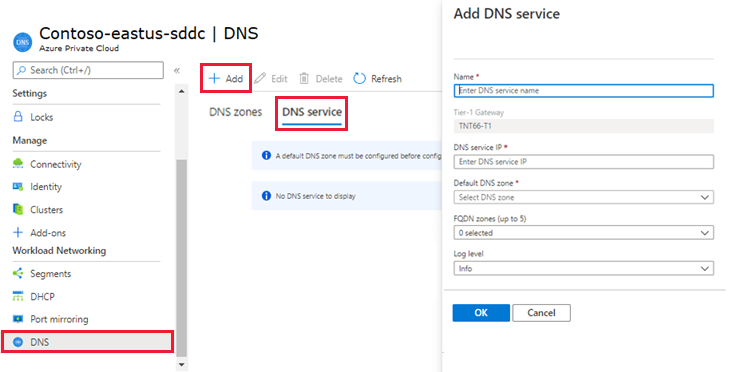 Contoso-eastus-sddc | DNS
Azure Private Cloud
Search (Ctrl+/)
«
Settings
Locks
Manage
Connectivity
Identity
Clusters
Add-ons
Workload Networking
Segments
DHCP
Port mirroring
DNS
Add
Edit
Delete
Refresh
DNS zones
DNS service
A default DNS zone must be configured before config
No DNS service to display
Add DNS service
Name *
Enter DNS service name
Tier-1 Gateway
TNT66-T1
DNS service IP *
Enter DNS service IP
Default DNS zone *
Select DNS zone
FQDN zones (up to 5)
0 selected
Log level
Info
OK
Cancel